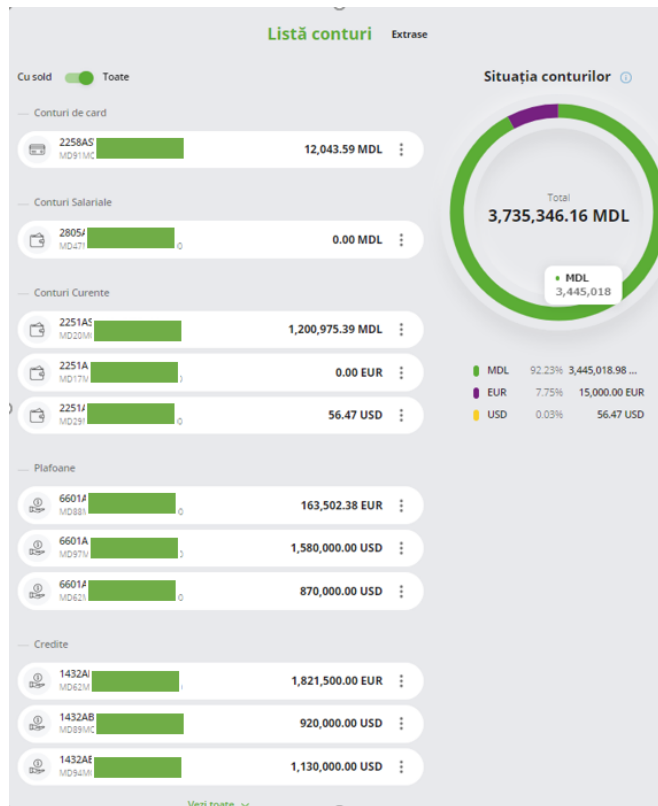 Listă conturi Extrase
Cu sold Toate
Situația conturilor
Conturi de card
2258AS
MD91MC
12,043.59 MDL
Conturi Salariale
2805A
MD47
0.00 MDL
Conturi Curente
2251AS
MD20M
1,200,975.39 MDL
2251A
MD17M
0.00 EUR
2251A
MD29
56.47 USD
Plafoane
6601A
MD88
163,502.38 EUR
6601A
MD97M
1,580,000.00 USD
6601A
MD62
870,000.00 USD
Credite
1432A
MD62M
1,821,500.00 EUR
1432AB
MD89MC
920,000.00 USD
1432AE
MD94M
1,130,000.00 USD
Vezi toate
Total
3,735,346.16 MDL
MDL
3,445,018
MDL 92.23% 3,445,018.98 ...
EUR 7.75% 15,000.00 EUR
USD 0.03% 56.47 USD